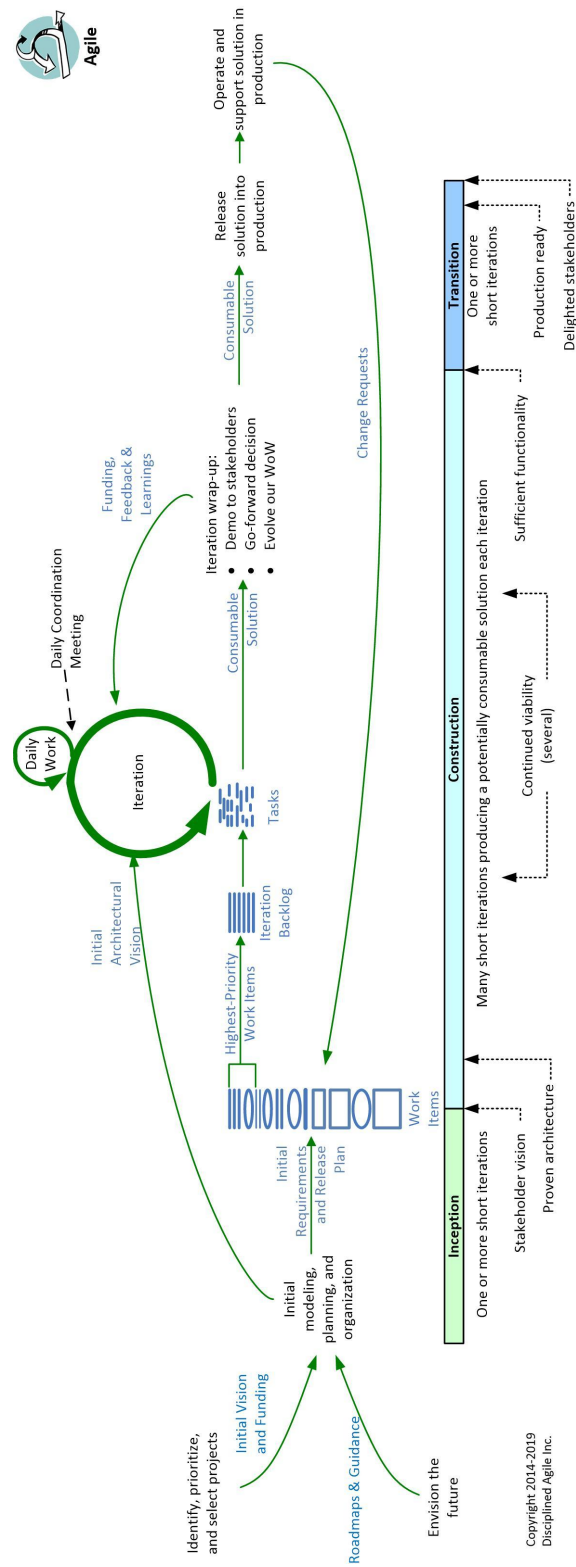 Agile
Identify, prioritize,
and select projects
Initial Vision
and Funding
Roadmaps & Guidance
Envision the
future
Initial
modeling,
planning, and
organization
Initial
Architectural
Vision
Initial
Requirements
and Release
Plan
Work
Items
Highest-Priority
Work Items
Iteration
Backlog
Tasks
Iteration
Daily
Work
Daily Coordination
Meeting
Funding,
Feedback &
Learnings
Consumable
Solution
Iteration wrap-up:
• Demo to stakeholders
• Go-forward decision
• Evolve our WoW
Consumable
Solution
Release
solution into
production
Operate and
support solution in
production
Change Requests
Inception
Construction
Transition
One or more short iterations
Many short iterations producing a potentially consumable solution each iteration
One or more
short iterations
Stakeholder vision
Proven architecture
Continued viability
(several)
Sufficient functionality
Production ready
Delighted stakeholders
Copyright 2014-2019
Disciplined Agile Inc.